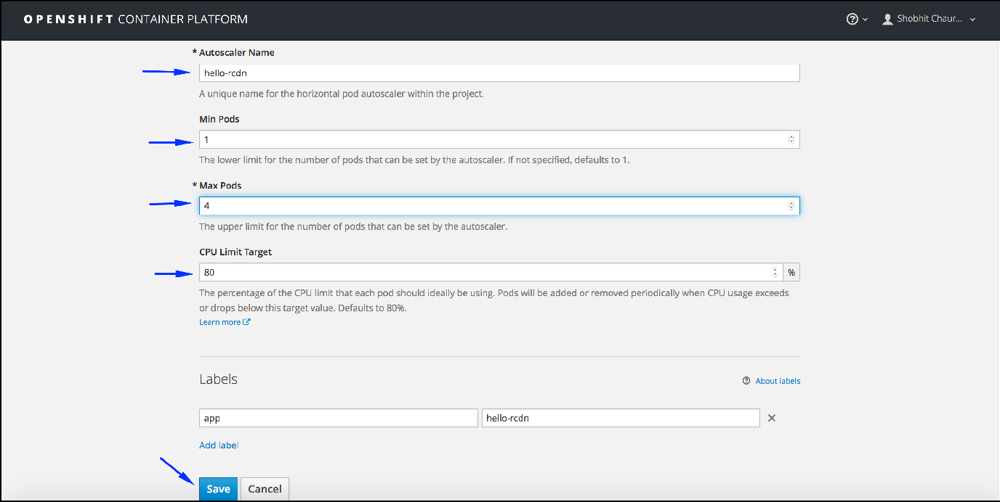 OPENSHIFT CONTAINER PLATFORM
Shobhit Chaur...
* Autoscaler Name
hello-rcdn
A unique name for the horizontal pod autoscaler within the project.
Min Pods
1
The lower limit for the number of pods that can be set by the autoscaler. If not specified, defaults to 1.
* Max Pods
4
The upper limit for the number of pods that can be set by the autoscaler.
CPU Limit Target
80 %
The percentage of the CPU limit that each pod should ideally be using. Pods will be added or removed periodically when CPU usage exceeds
or drops below this target value. Defaults to 80%.
Learn more
Labels
About labels
app hello-rcdn
Add label
Save Cancel